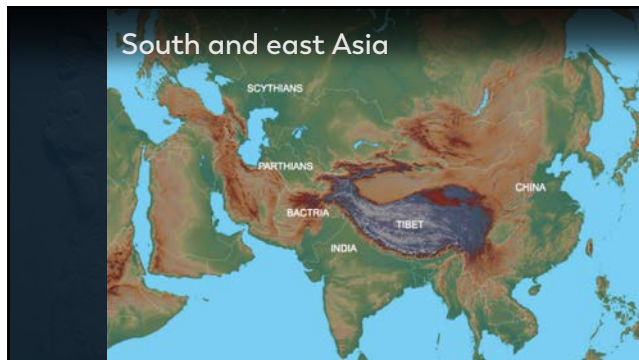 South and east Asia
SCYTHIANS
PARTHIANS
CHINA
BACTRIA
TIBET
INDIA